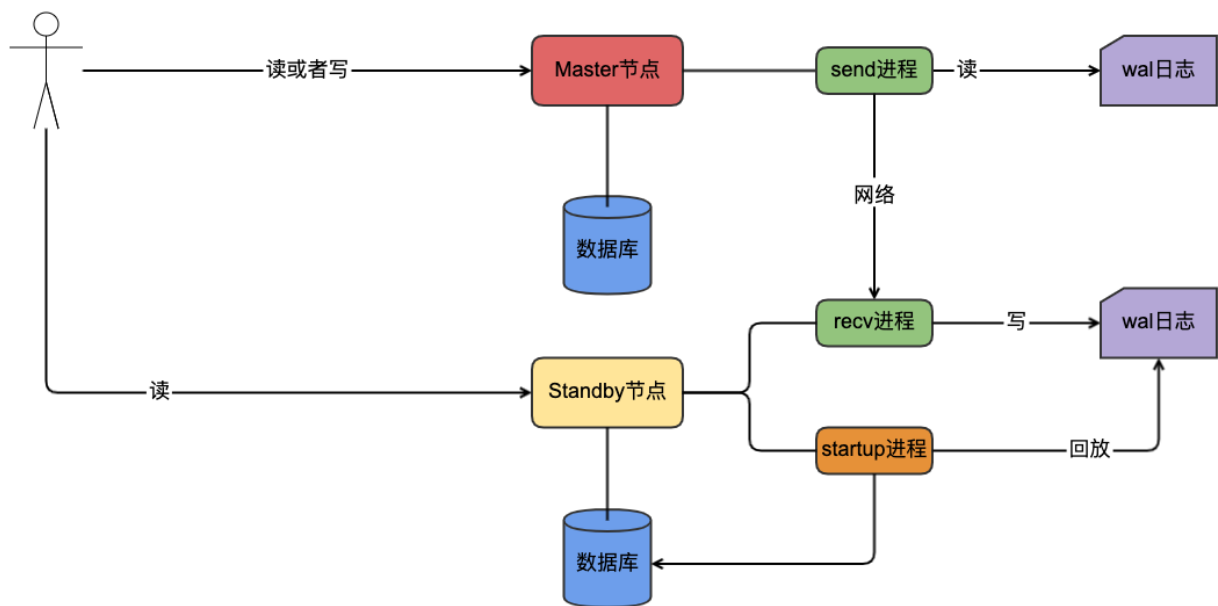 读或者写
Master节点
send进程
读
wal日志
网络
数据库
recv进程
写
wal日志
读
Standby节点
startup进程
回放
数据库